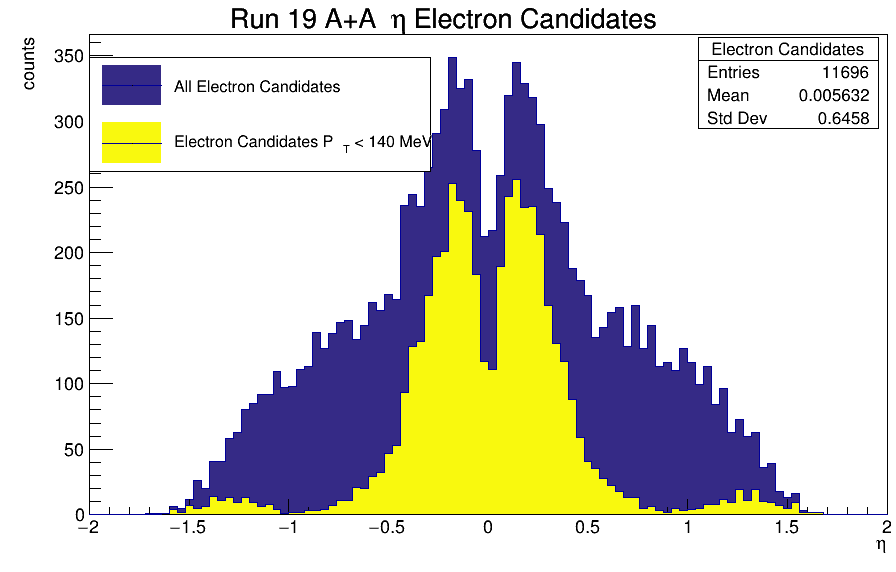 Run 19 A+A η Electron Candidates
counts
350
300
250
200
150
100
50
0
All Electron Candidates
Electron Candidates P T < 140 MeV
Electron Candidates
Entries 11696
Mean 0.005632
Std Dev 0.6458
−2 −1.5 −1 −0.5 0 0.5 1 1.5 2
η